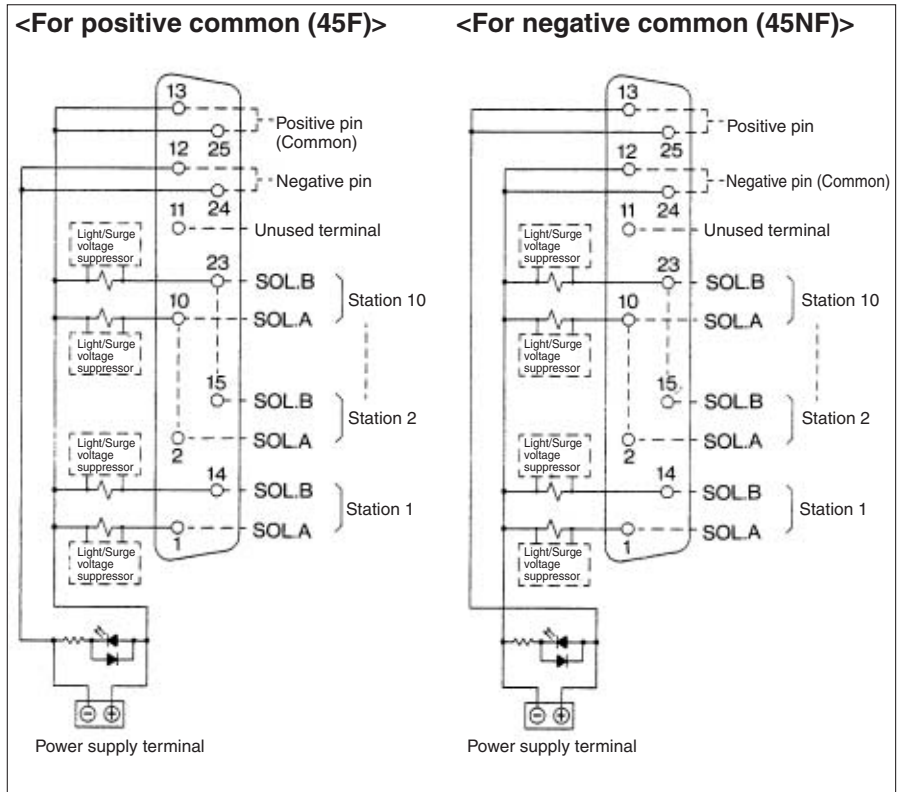 <For positive common (45F)>
13
Positive pin
(Common)
25
12
Negative pin
24
11
Unused terminal
Light/Surge
voltage
suppressor
23
SOL.B
Station 10
10
SOL.A
Light/Surge
voltage
suppressor
15
SOL.B
Station 2
SOL.A
2
Light/Surge
voltage
suppressor
14
SOL.B
Station 1
SOL.A
1
Light/Surge
voltage
suppressor
⊖ ⊕
Power supply terminal
<For negative common (45NF)>
13
Positive pin
25
12
Negative pin (Common)
24
11
Unused terminal
Light/Surge
voltage
suppressor
23
SOL.B
Station 10
10
SOL.A
Light/Surge
voltage
suppressor
15
SOL.B
Station 2
SOL.A
2
Light/Surge
voltage
suppressor
14
SOL.B
Station 1
SOL.A
1
Light/Surge
voltage
suppressor
⊖ ⊕
Power supply terminal